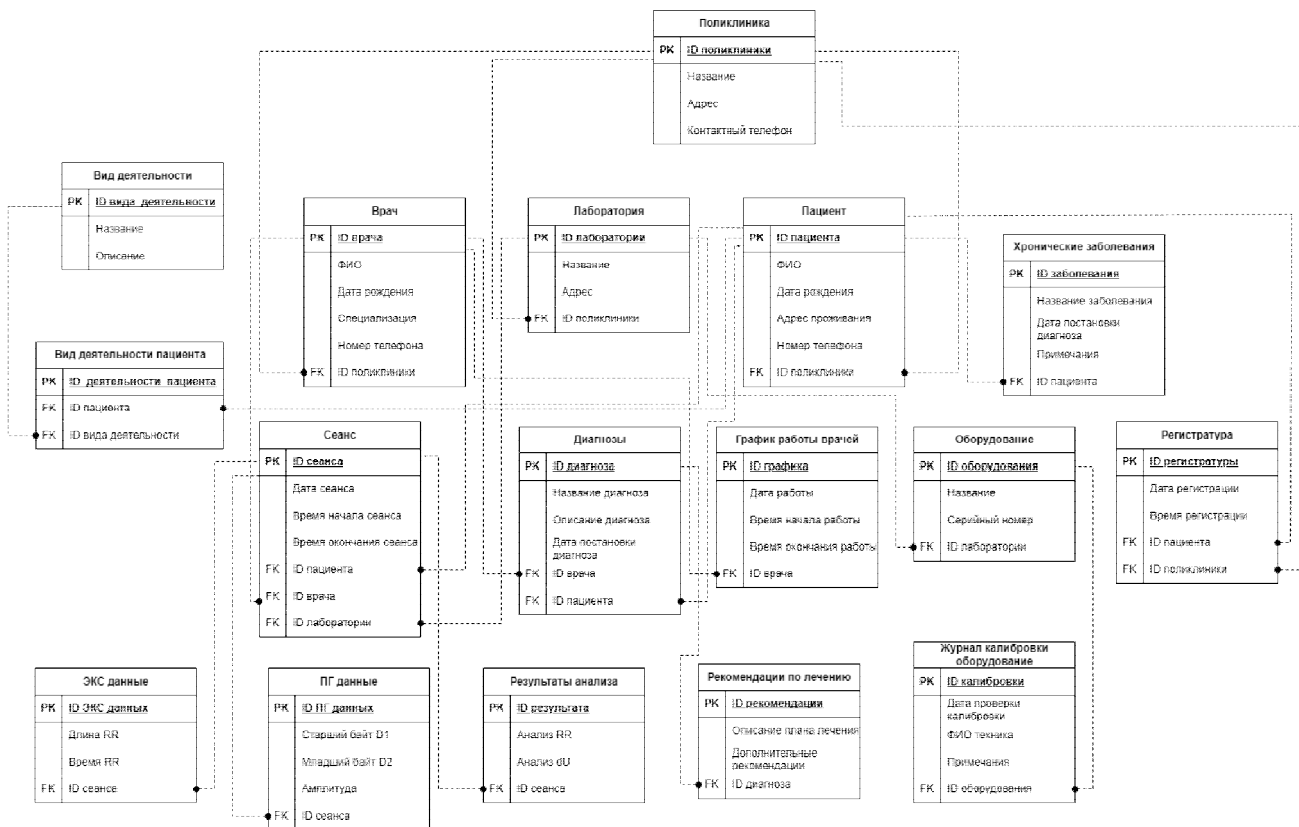 Поликлиника
PK ID поликлиники
Название
Адрес
Контактный телефон
Вид деятельности
PK ID вида деятельности
Название
Описание
Врач
PK ID врача
ФИО
Дата рождения
Специализация
Номер телефона
FK ID поликлиники
Лаборатория
PK ID лаборатории
Название
Адрес
FK ID поликлиники
Пациент
PK ID пациента
ФИО
Дата рождения
Адрес проживания
Номер телефона
FK ID поликлиники
Хронические заболевания
PK ID заболевания
Название заболевания
Дата постановки
диагноза
Примечания
FK ID пациента
Вид деятельности пациента
PK ID деятельности пациента
FK ID пациента
FK ID вида деятельности
Сеанс
PK ID сеанса
Дата сеанса
Время начала сеанса
Время окончания сеанса
FK ID пациента
FK ID врача
FK ID лаборатории
Диагнозы
PK ID диагноза
Название диагноза
Описание диагноза
Дата постановки
диагноза
FK ID врача
FK ID пациента
График работы врачей
PK ID графика
Дата работы
Время начала работы
Время окончания работы
FK ID врача
Оборудование
PK ID оборудования
Название
Серийный номер
FK ID лаборатории
Регистратура
PK ID регистратуры
Дата регистрации
Время регистрации
FK ID пациента
FK ID поликлиники
ЭКС данные
PK ID ЭКС данных
Длина RR
Время RR
FK ID сеанса
ПГ данные
PK ID ПГ данных
Старший байт D1
Младший байт D2
Амплитуда
FK ID сеанса
Результаты анализа
PK ID результата
Анализ RR
Анализ dU
FK ID сеанса
Рекомендации по лечению
PK ID рекомендации
Описание плана лечения
Дополнительные
рекомендации
FK ID диагноза
Журнал калибровки
оборудование
PK ID калибровки
Дата проверки
калибровки
ФИО техника
Примечания
FK ID оборудования